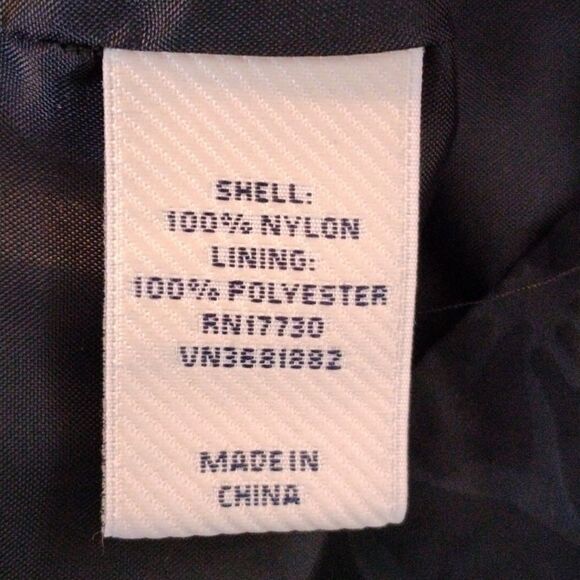 SHELL:
100% NYLON
LINING:
100% POLYESTER
RN17730
VN3681882
MADE IN
CHINA